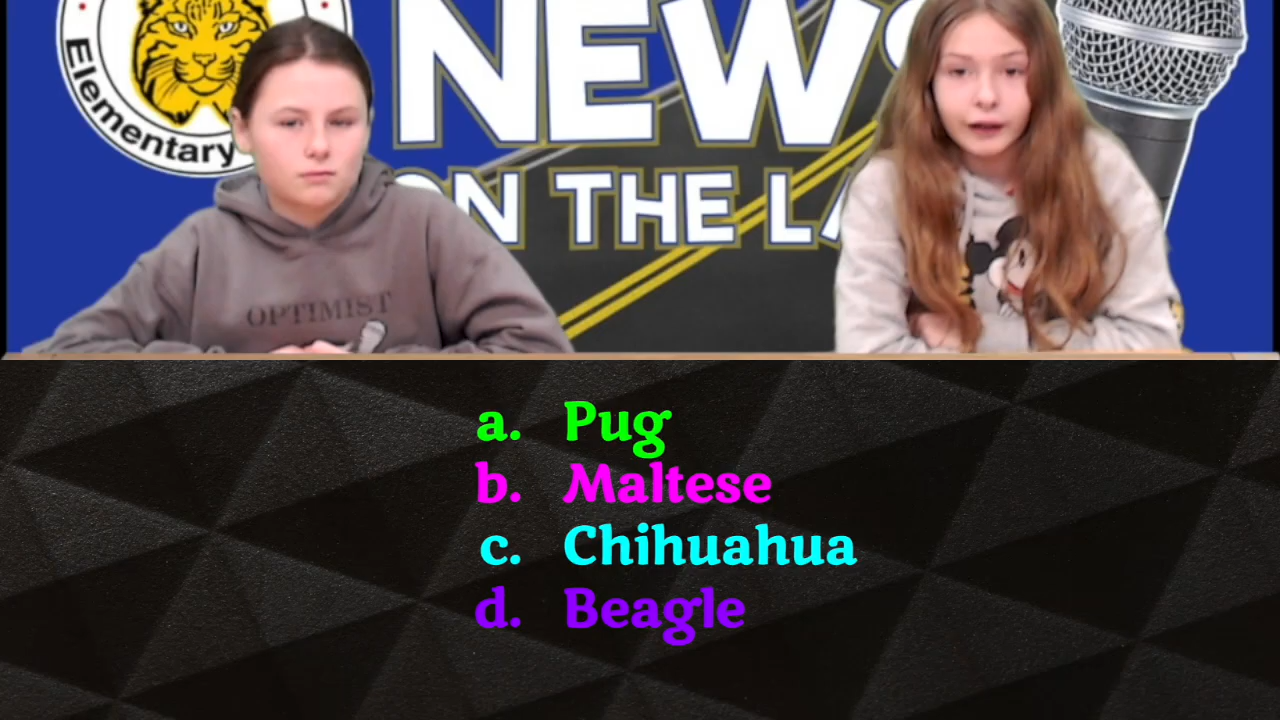 Elementary
NEWS
ON THE LA
OPTIMIST
a. Pug
b. Maltese
c. Chihuahua
d. Beagle